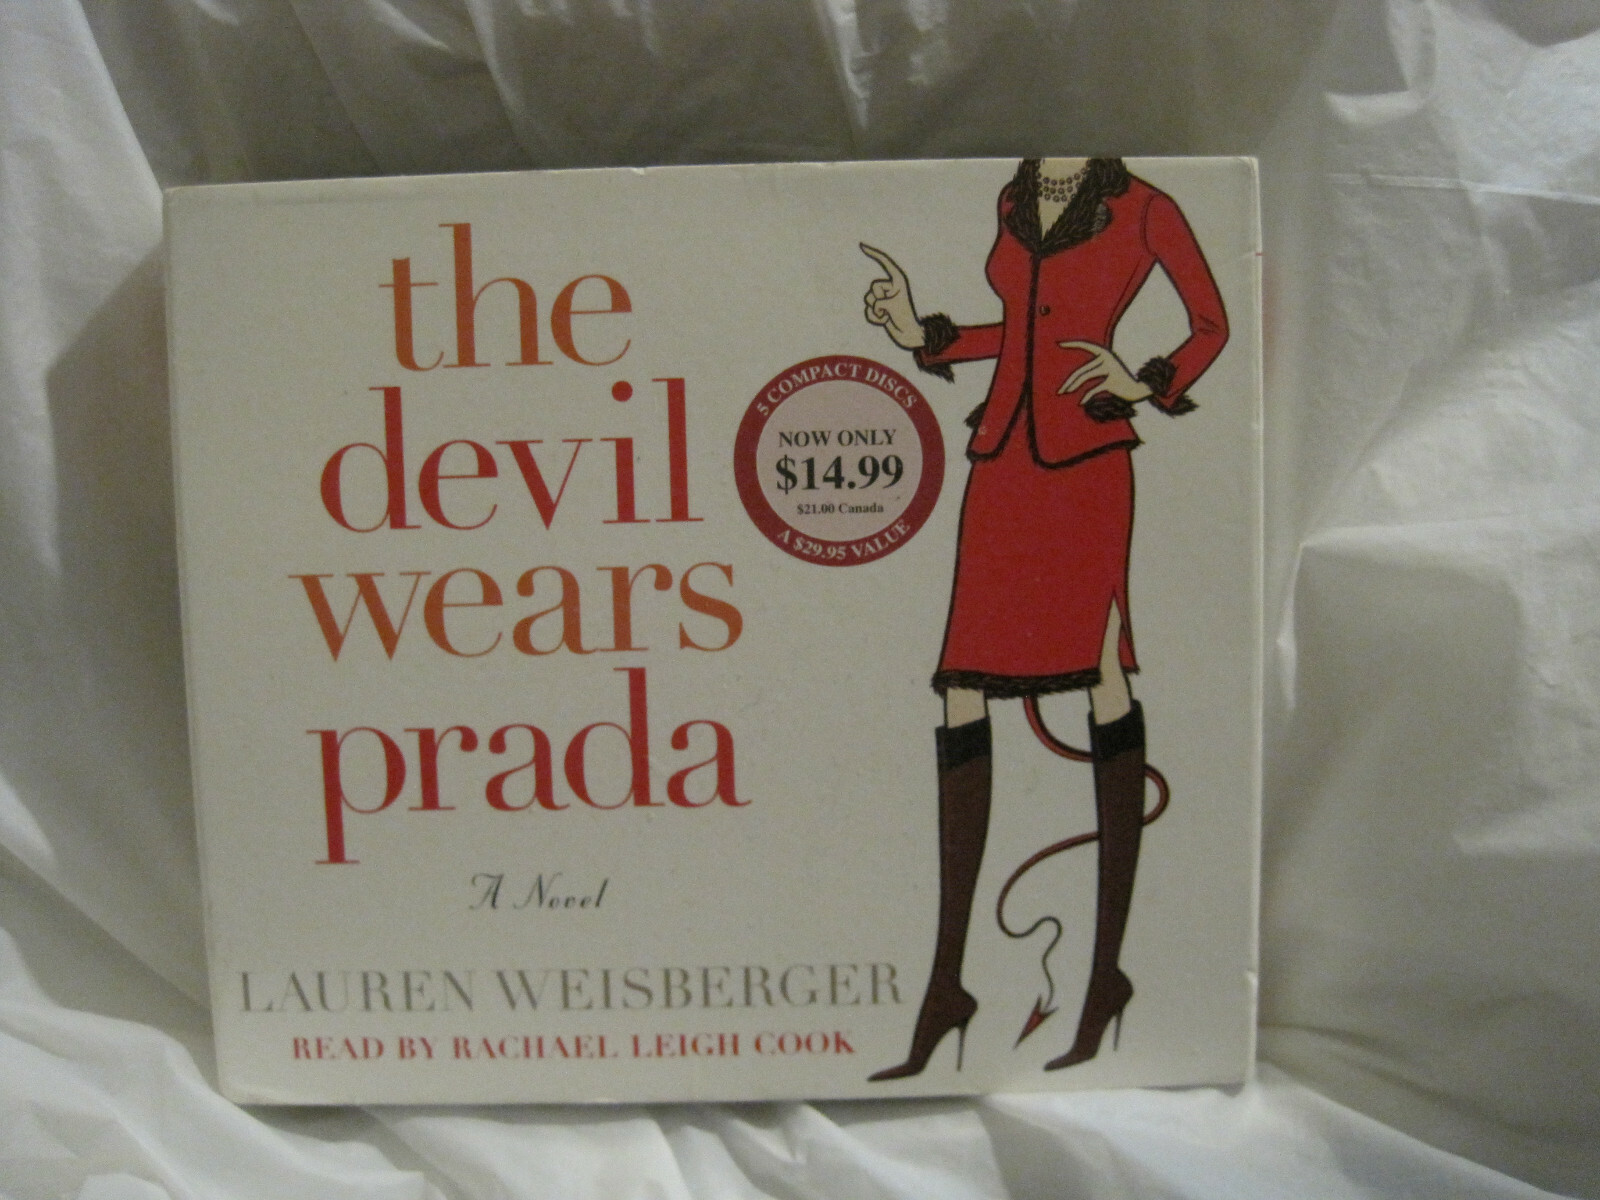 the
devil
wears
prada
5 COMPACT DISCS
NOW ONLY
$14.99
$21.00 Canada
A $29.95 VALUE
A Novel
LAUREN WEISBERGER
READ BY RACHAEL LEIGH COOK